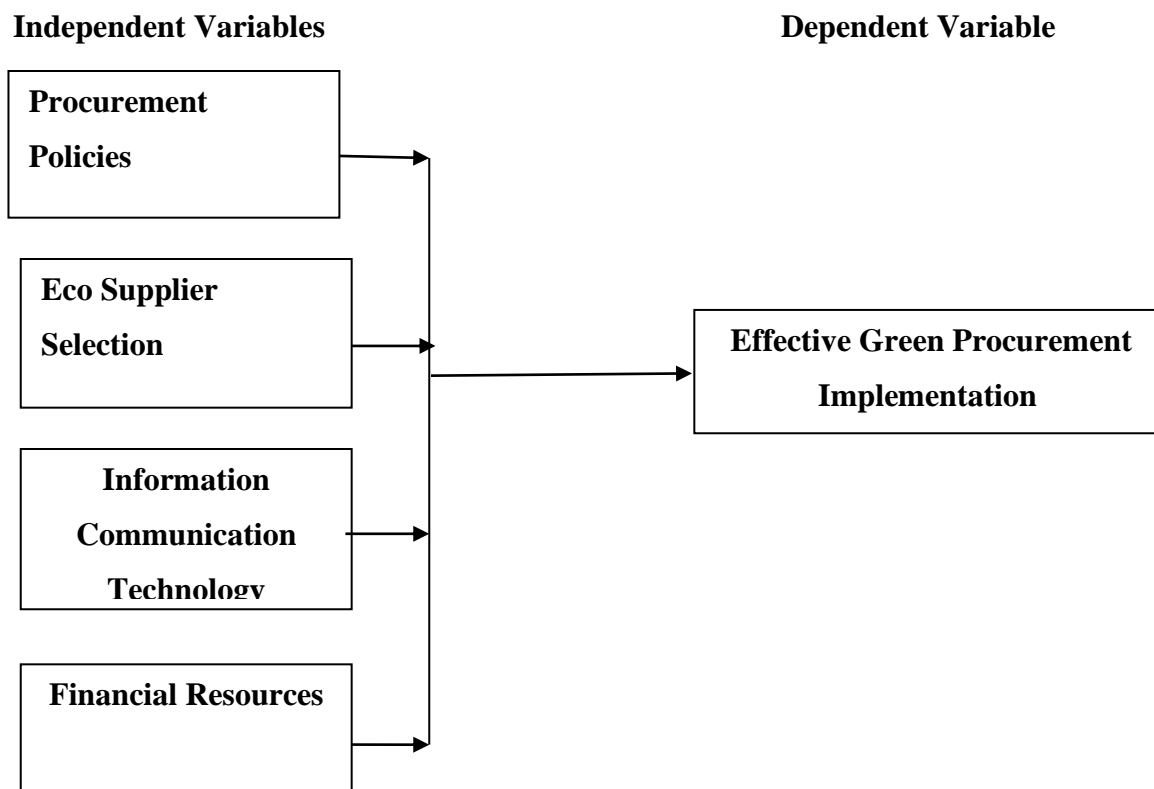 Independent Variables
Dependent Variable
Procurement
Policies
Eco Supplier
Selection
Effective Green Procurement
Implementation
Information
Communication
Technology
Financial Resources